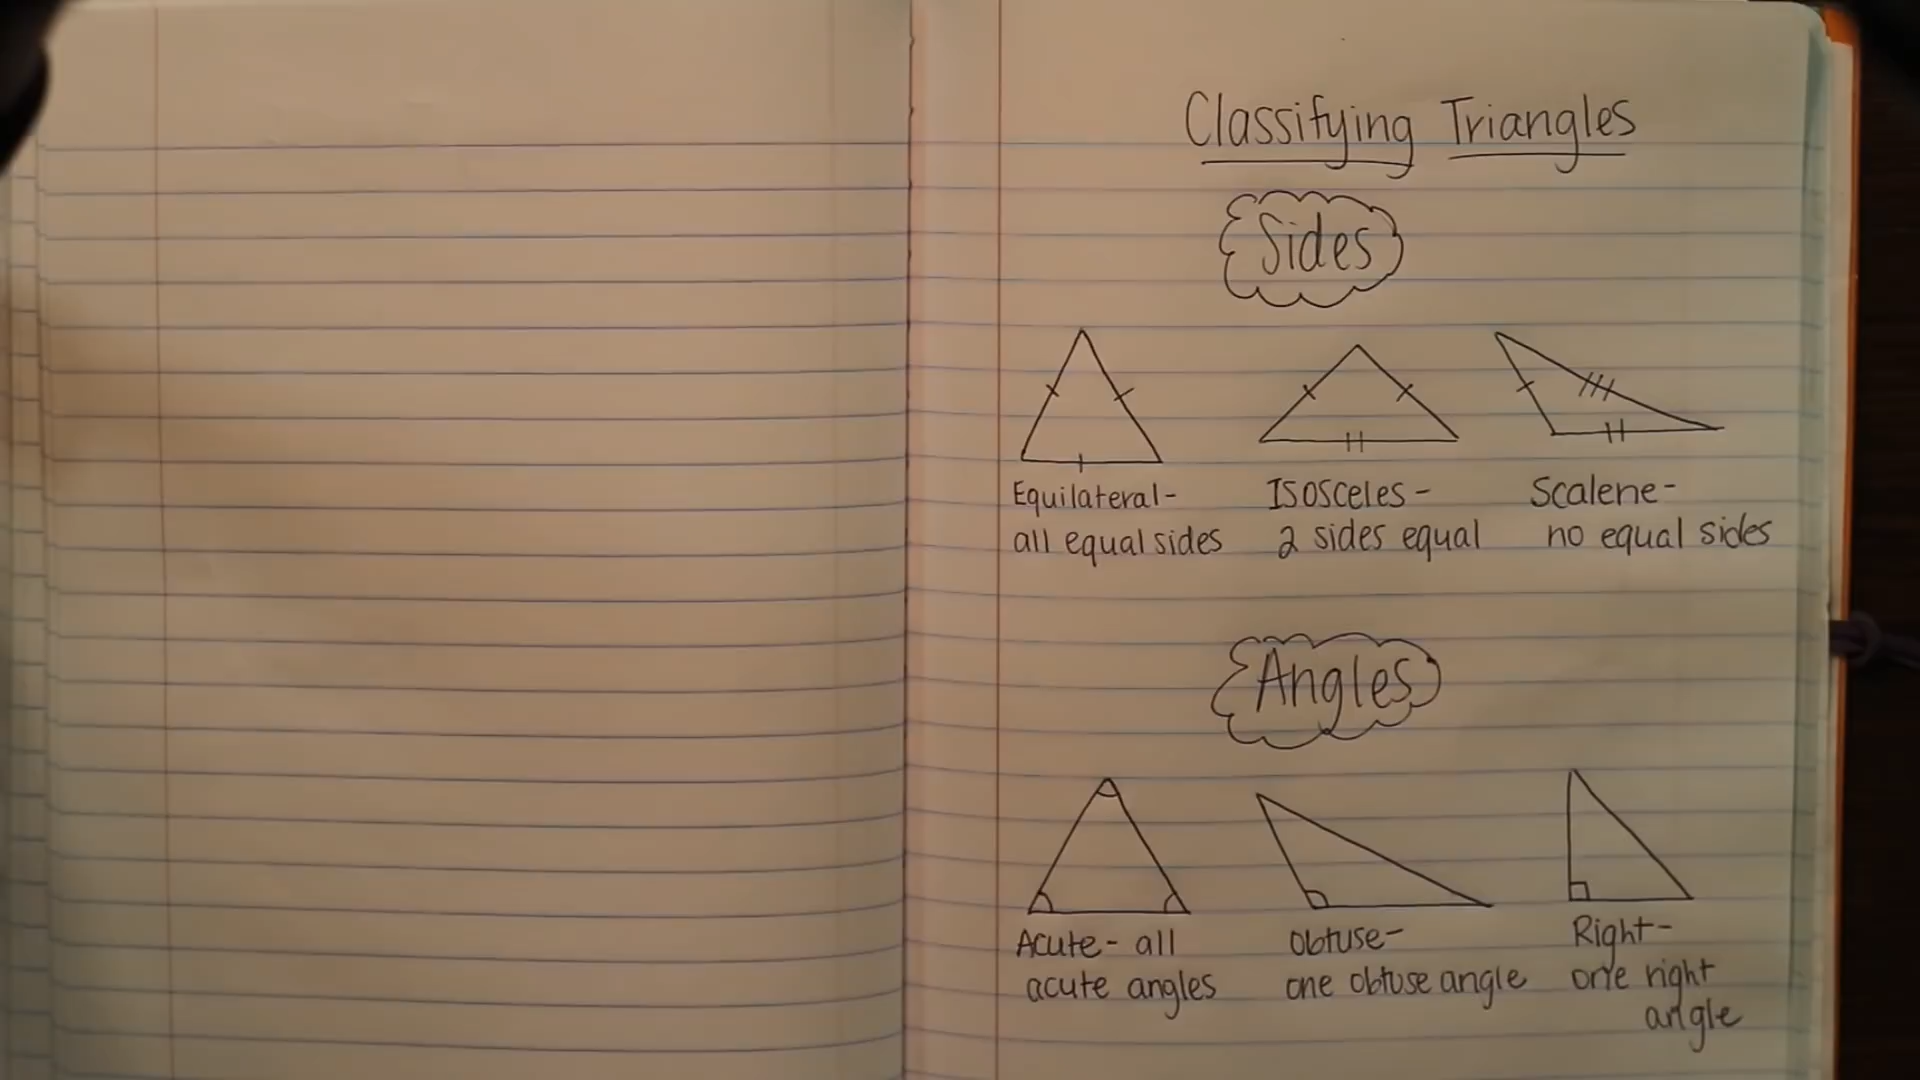 Classifying Triangles
Sides
Equilateral-
all equal sides
Isosceles-
2 sides equal
Scalene-
no equal sides
Angles
Acute- all
acute angles
Obtuse-
one obtuse angle
Right-
one right
angle